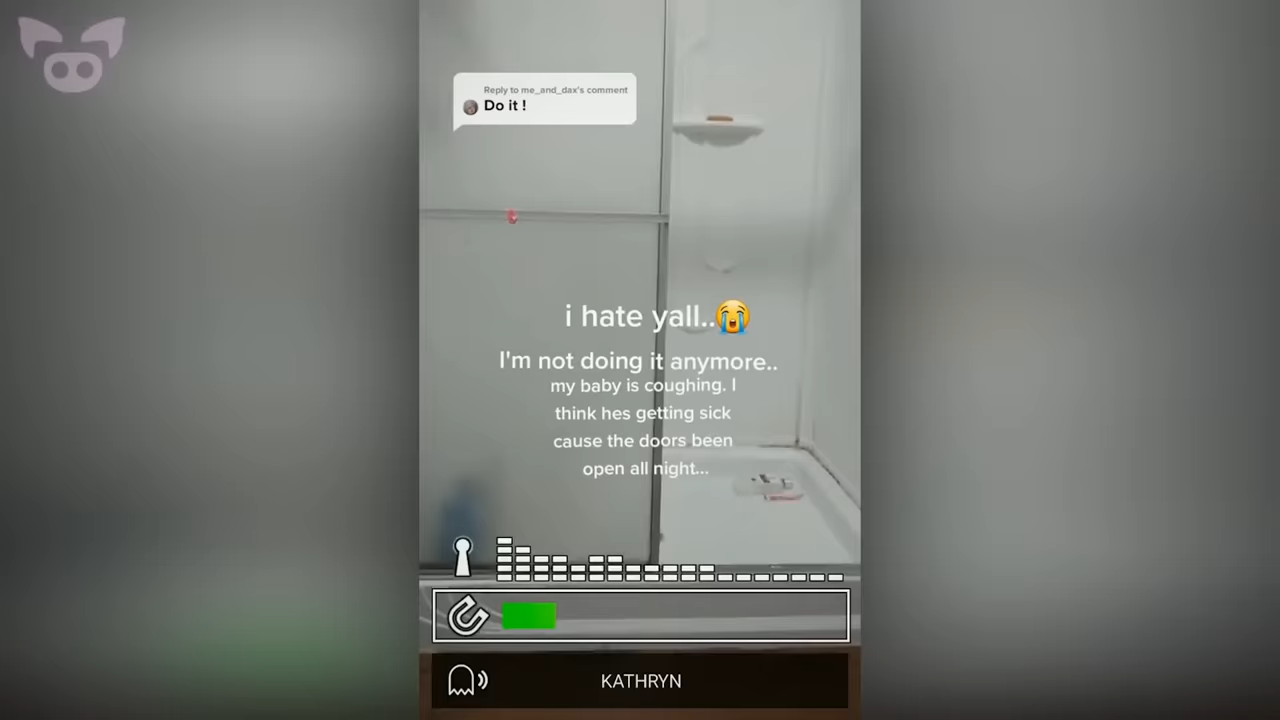 Reply to me_and_dax's comment
Do it !
i hate yall..😭
I'm not doing it anymore..
my baby is coughing. I
think hes getting sick
cause the doors been
open all night...
KATHRYN